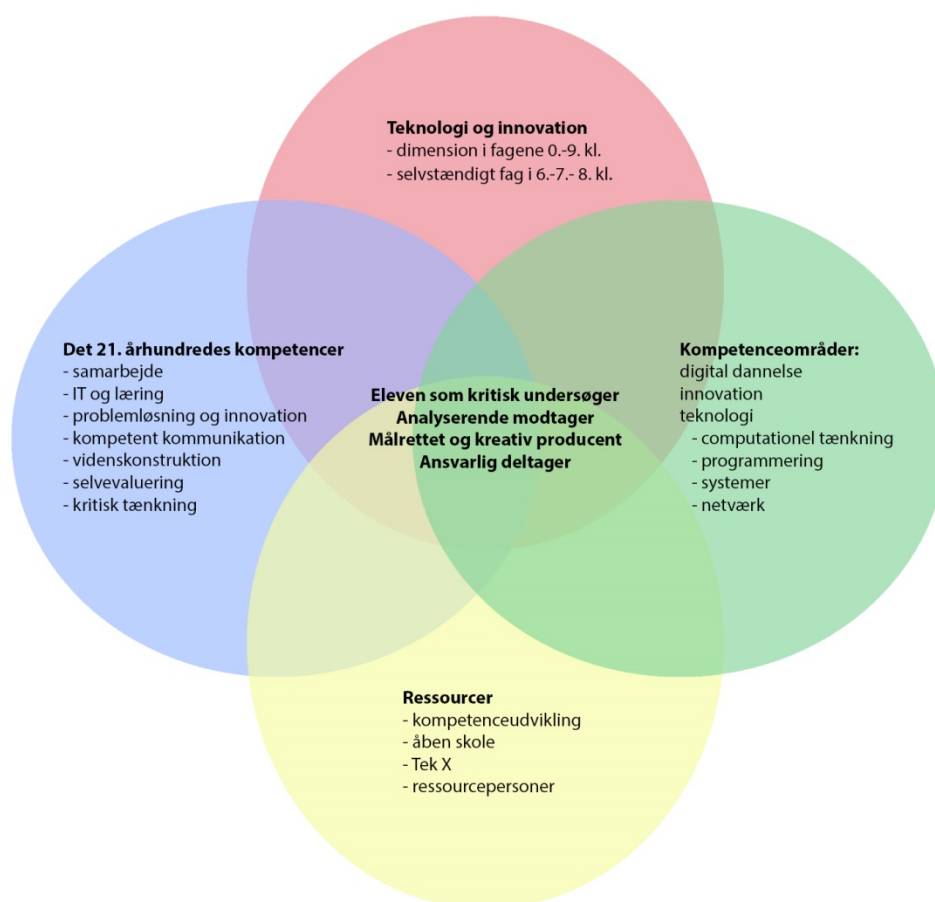 Teknologi og innovation
- dimension i fagene 0.-9. kl.
- selvstændigt fag i 6.-7.- 8. kl.
Det 21. århundredes kompetencer
- samarbejde
- IT og læring
- problemløsning og innovation
- kompetent kommunikation
- videnskonstruktion
- selvevaluering
- kritisk tænkning
Eleven som kritisk undersøger
Analyserende modtager
Målrettet og kreativ producent
Ansvarlig deltager
Kompetenceområder:
digital dannelse
innovation
teknologi
- computationel tænkning
- programmering
- systemer
- netværk
Ressourcer
- kompetenceudvikling
- åben skole
- Tek X
- ressourcepersoner